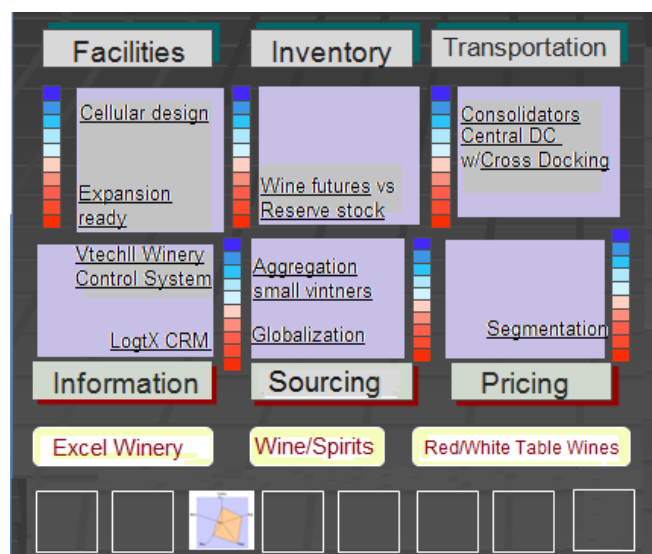 Facilities
Inventory
Transportation
Cellular design
Expansion
ready
Wine futures vs
Reserve stock
Consolidators
Central DC
w/Cross Docking
Vtechll Winery
Control System
LogtX CRM
Aggregation
small vintners
Globalization
Segmentation
Information
Sourcing
Pricing
Excel Winery
Wine/Spirits
Red/White Table Wines